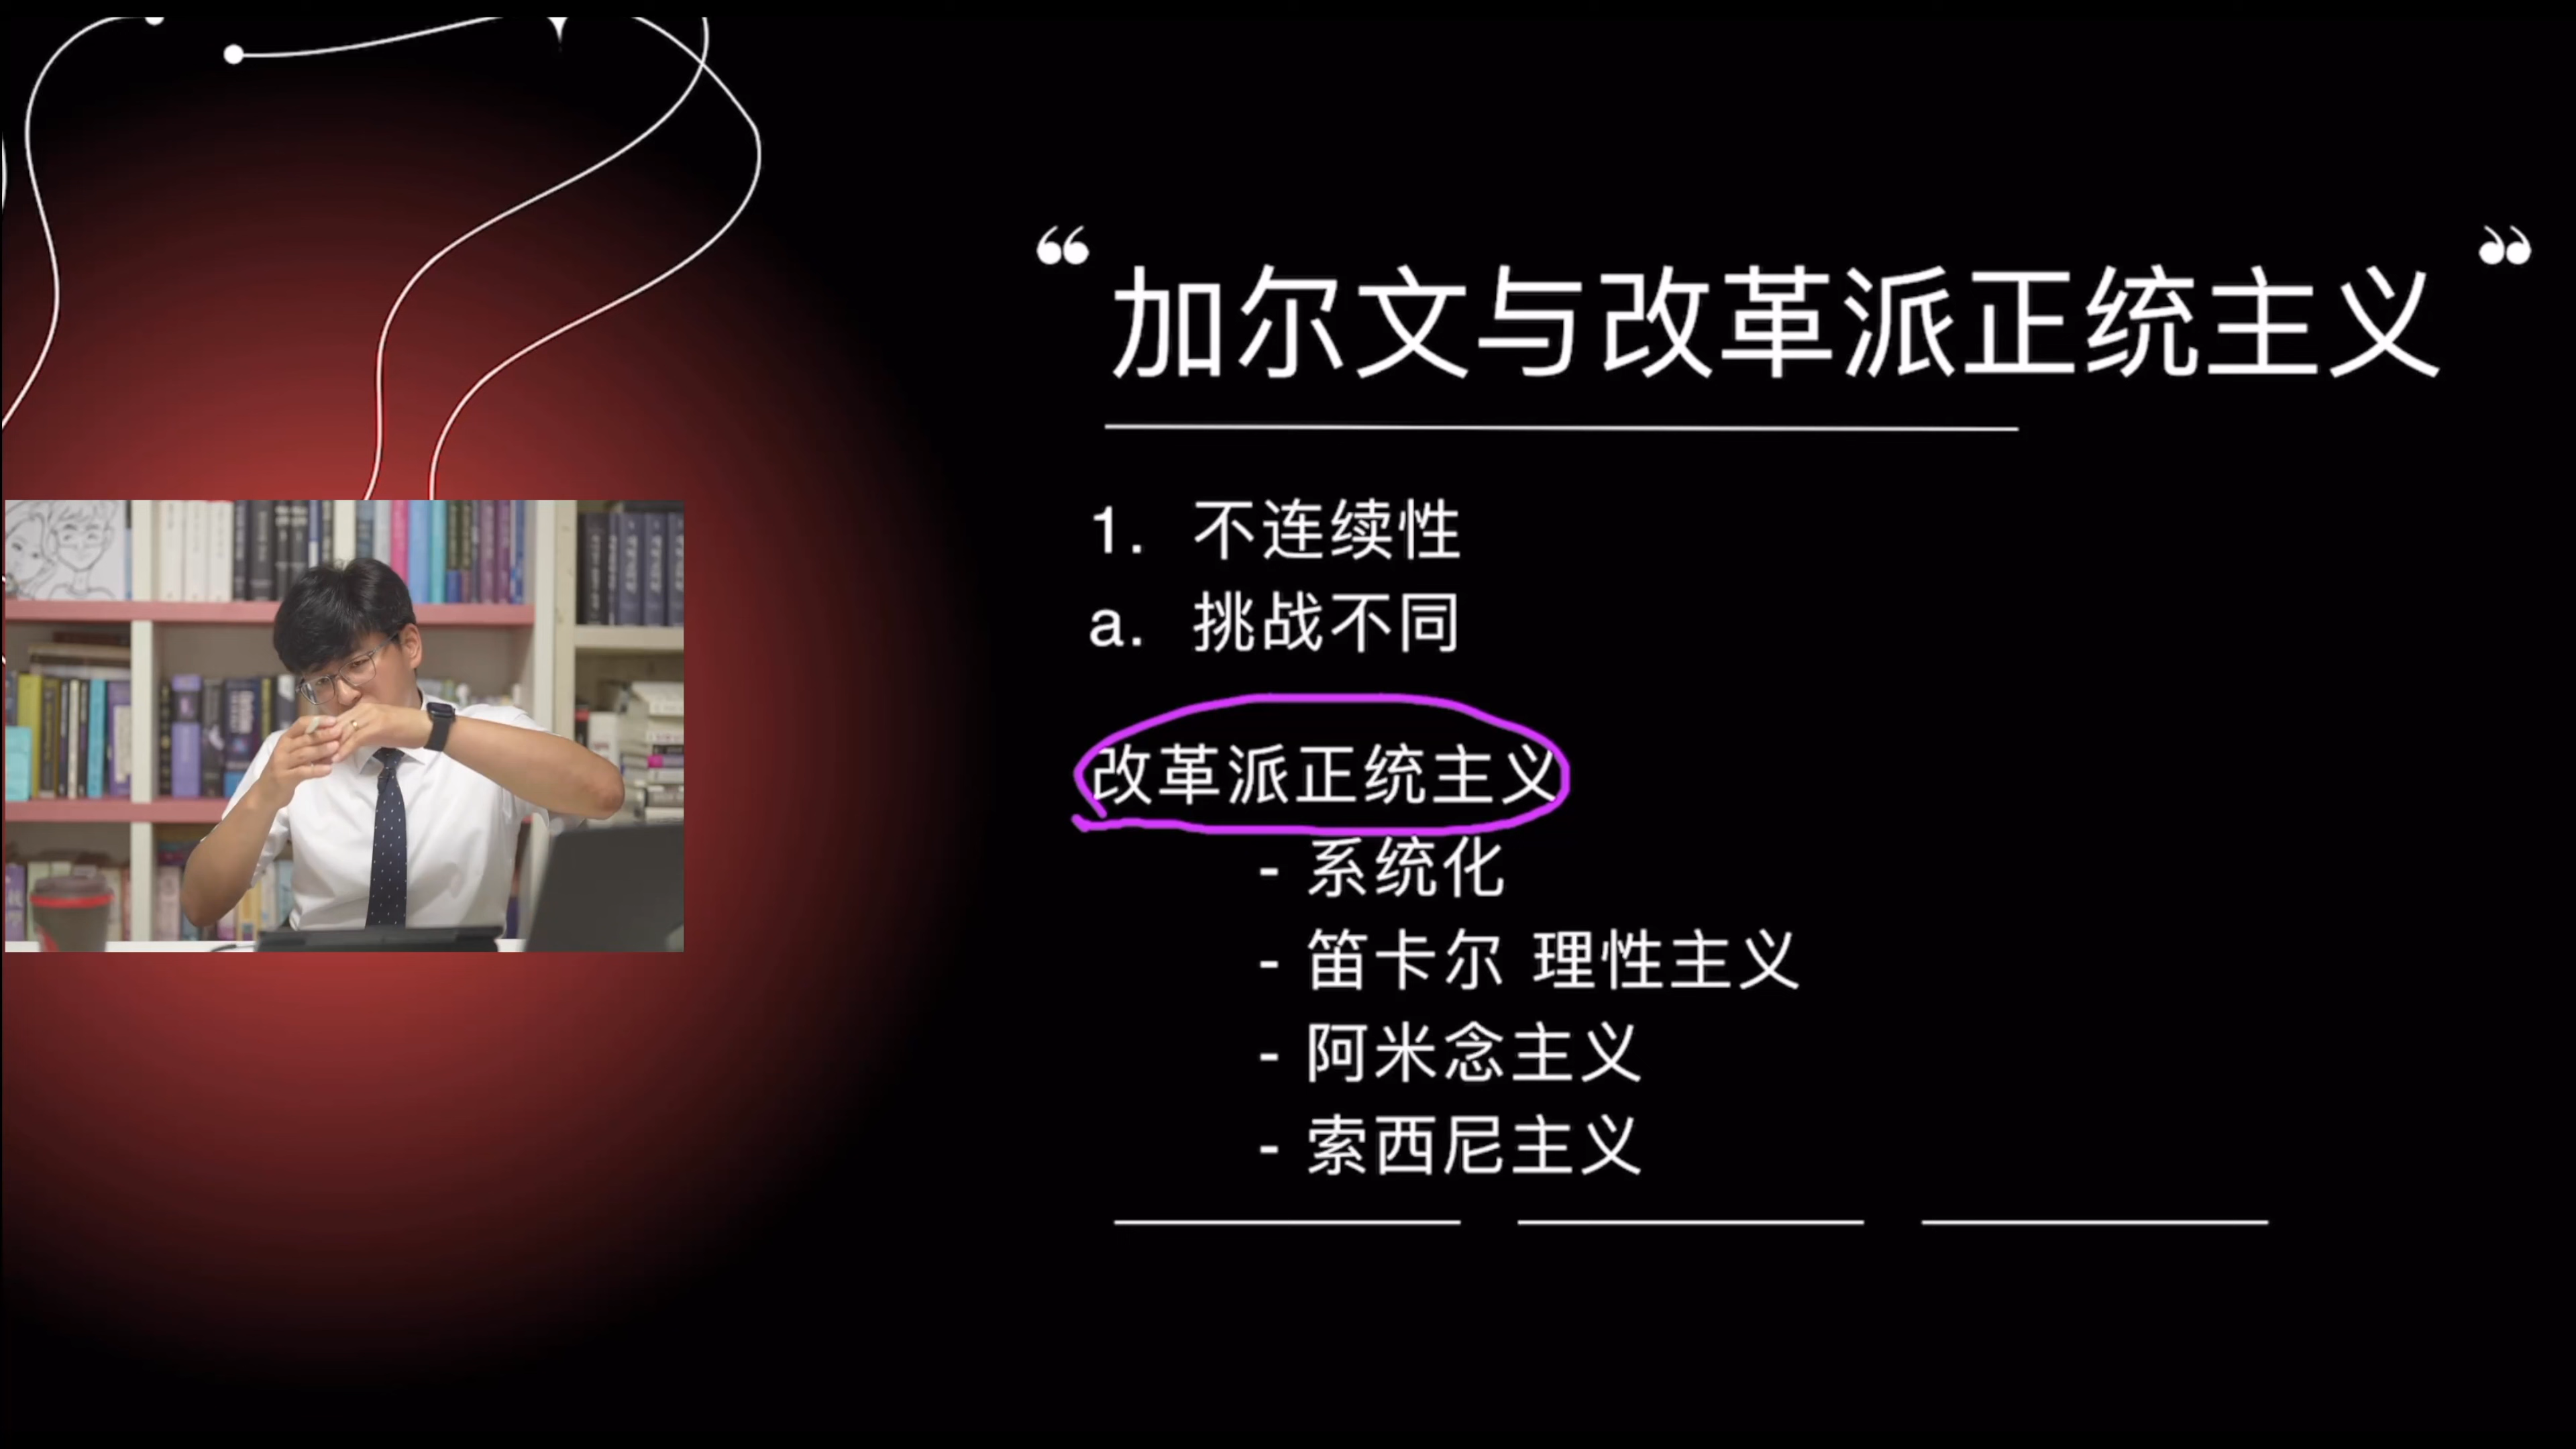 “加尔文与改革派正统主义”
1. 不连续性
a. 挑战不同
改革派正统主义
- 系统化
- 笛卡尔 理性主义
- 阿米念主义
- 索西尼主义